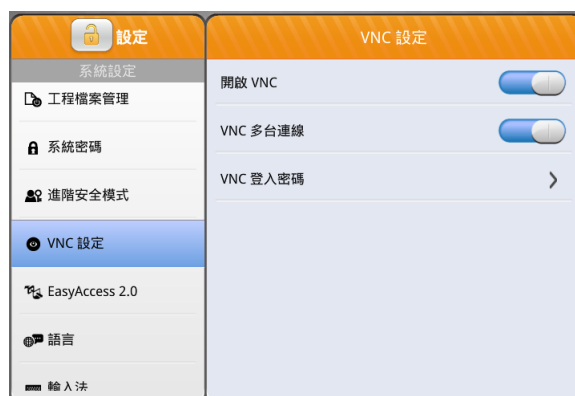 設定
系統設定
工程檔案管理
系統密碼
進階安全模式
VNC 設定
EasyAccess 2.0
語言
輸入法
VNC 設定
開啟 VNC
VNC 多台連線
VNC 登入密碼